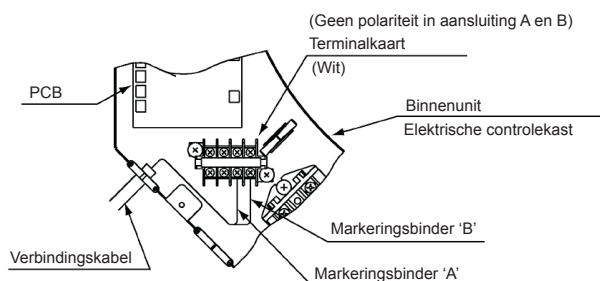 (Geen polariteit in aansluiting A en B)
Terminalkaart
(Wit)
PCB
Binnenunit
Elektrische controlekast
Markeringsbinder ‘B’
Verbindingskabel
Markeringsbinder ‘A’